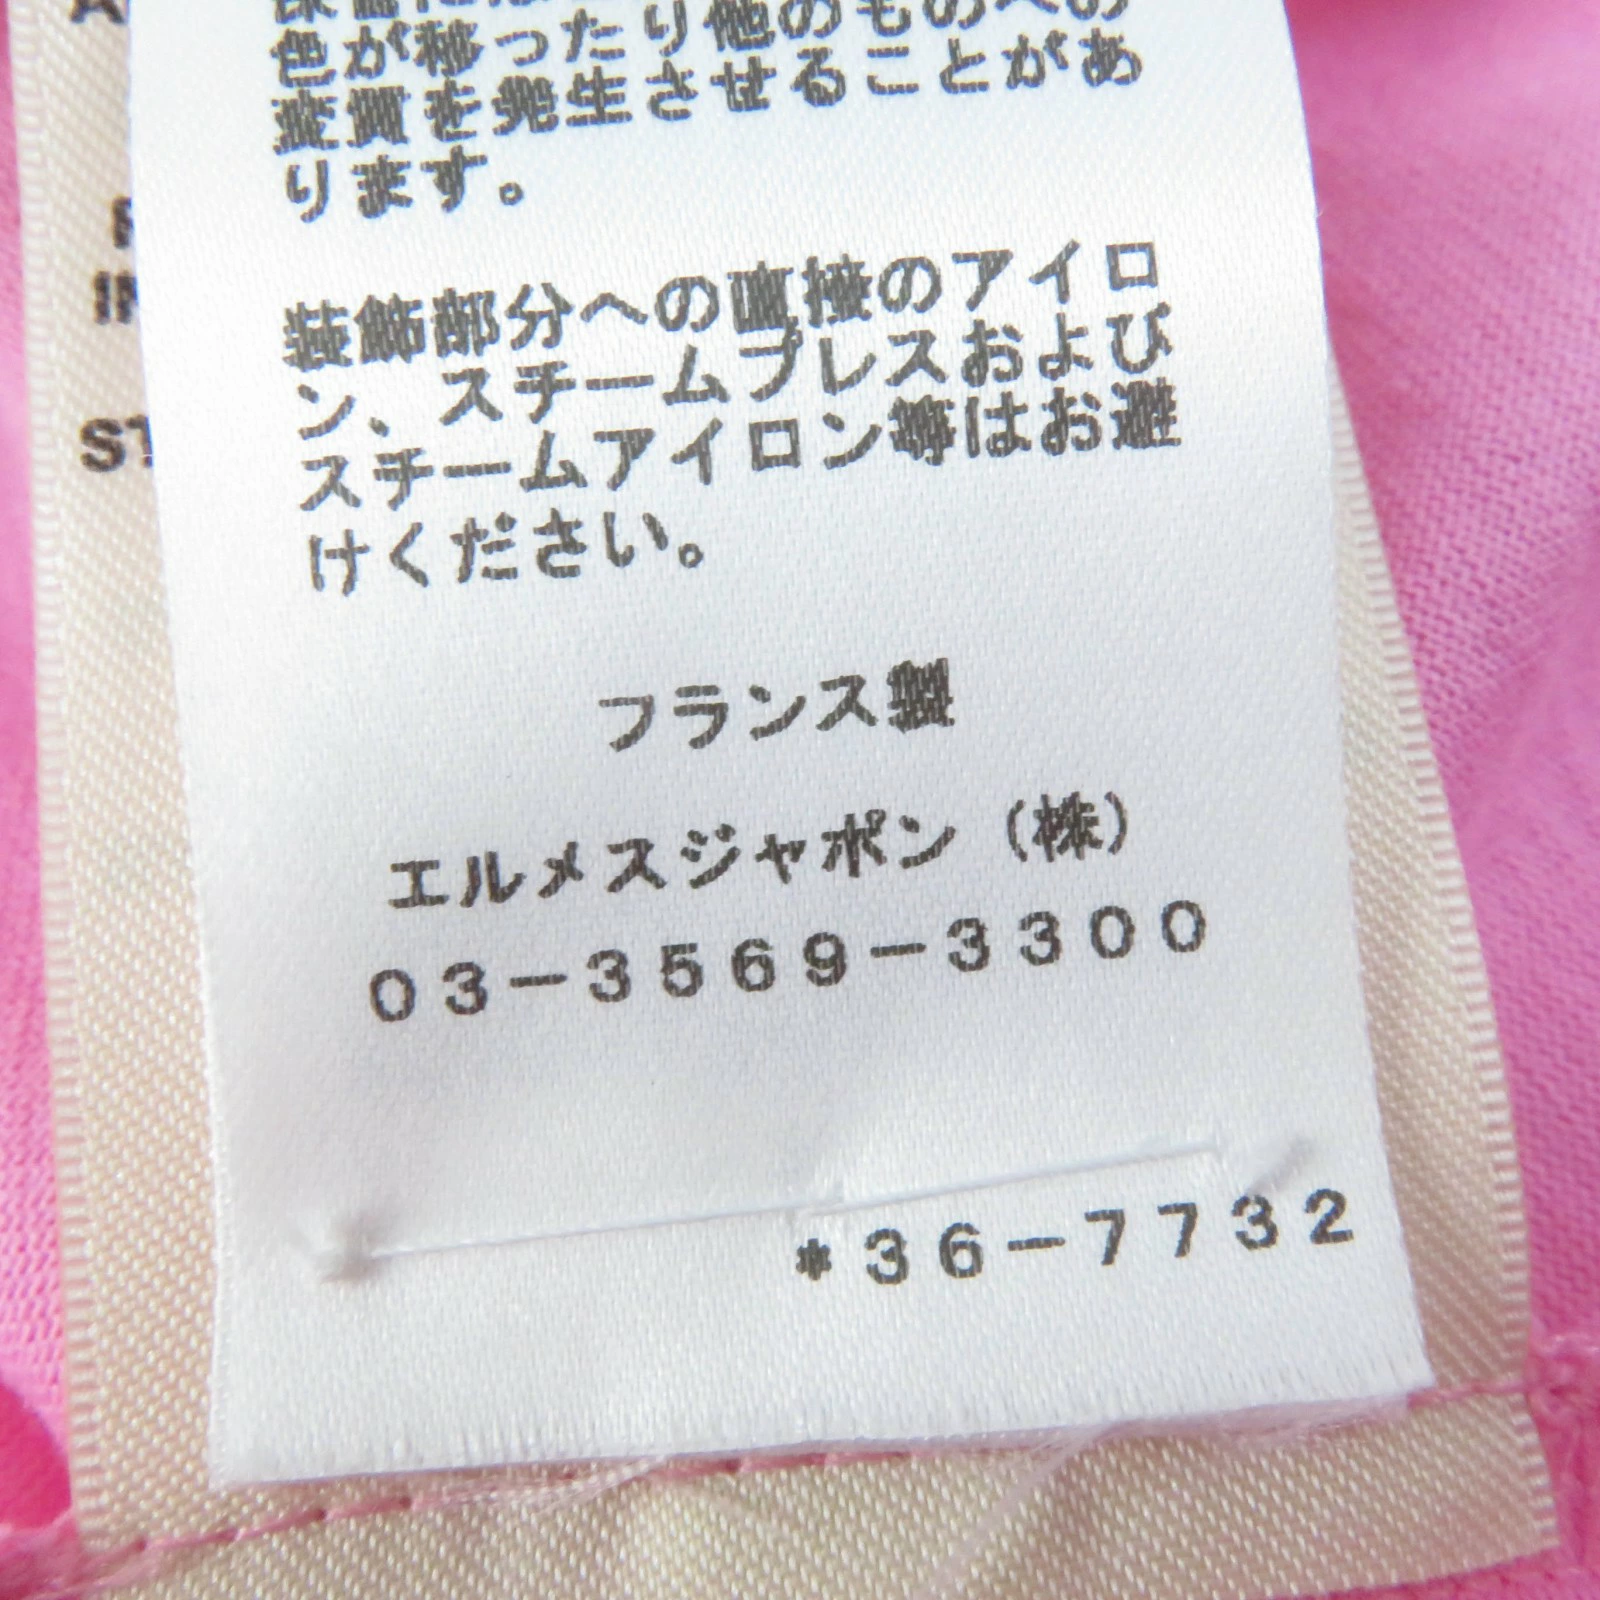 色が移ったり他のものへの
変質を発生させることがあ
ります。
装飾部分への直接のアイロ
ン、スチームプレスおよび
スチームアイロン等はお避
けください。
フランス製
エルメスジャポン（株）
03-3569-3300
*36-7732
ST